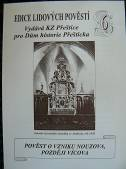 EDICE LIDOVÝCH POVĚSTÍ
Vydává KZ Přeštice
pro Dům historie Přešticka
6
POVĚST O VZNIKU NOUZOVA,
POZDĚJI VÍCOVA